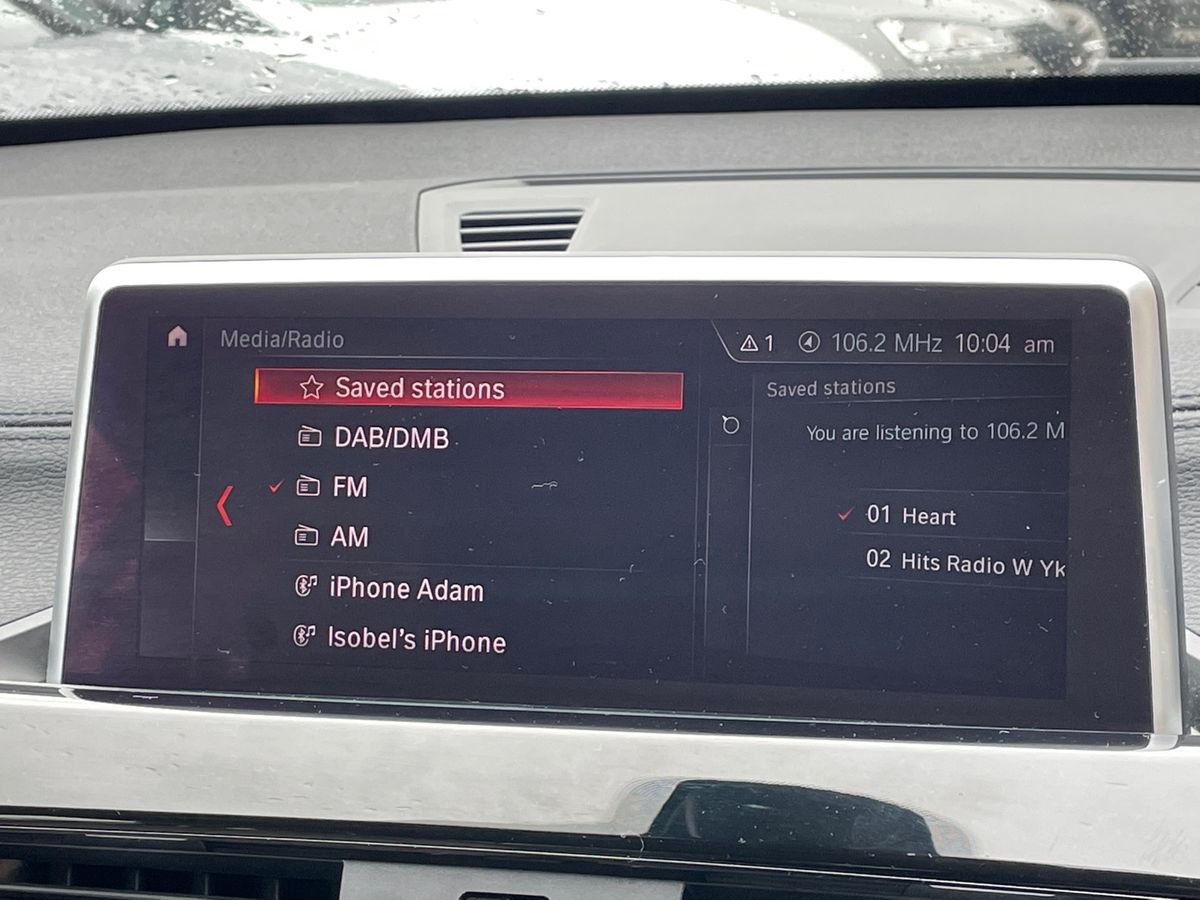 Media/Radio
1 106.2 MHz 10:04 am
Saved stations
DAB/DMB
FM
AM
iPhone Adam
Isobel's iPhone
Saved stations
You are listening to 106.2 M
01 Heart
02 Hits Radio W Yk